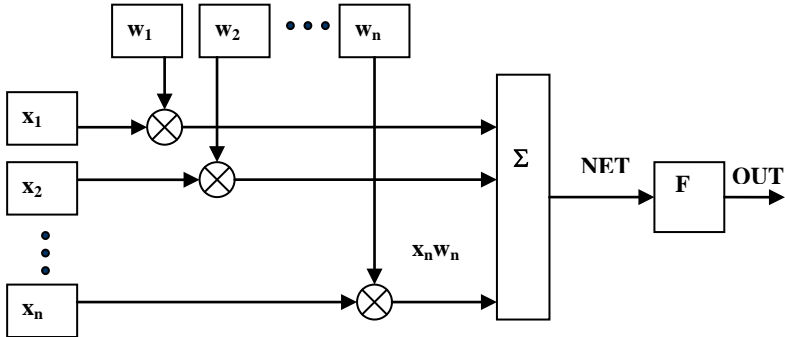 w₁ w₂ wₙ
x₁
x₂
Σ
NET
F
OUT
xₙwₙ
xₙ